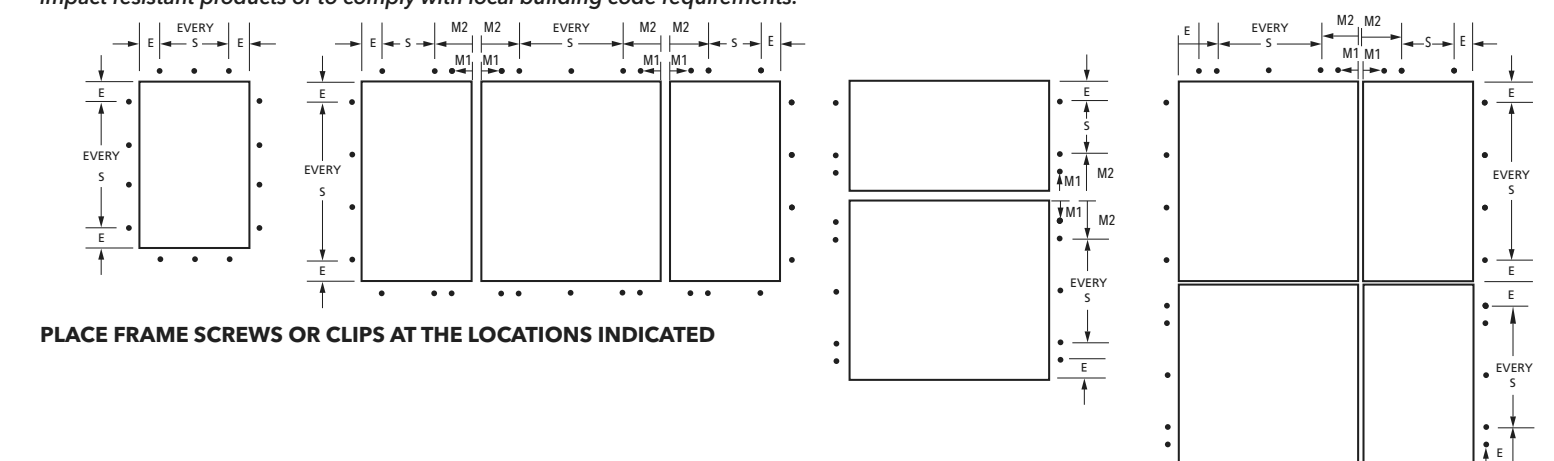 impact resistant products or to comply with local building code requirements.
EVERY
E S E
E
EVERY
S
E
M2 M2 EVERY M2 M2
E S S S E
M1 M1 M1 M1
E
EVERY
S
E
E
S
M1 M2
M1 M2
EVERY
S
E
M2 M2
E EVERY
S S E
M1 M1
E
EVERY
S
E
E
EVERY
S
E
PLACE FRAME SCREWS OR CLIPS AT THE LOCATIONS INDICATED